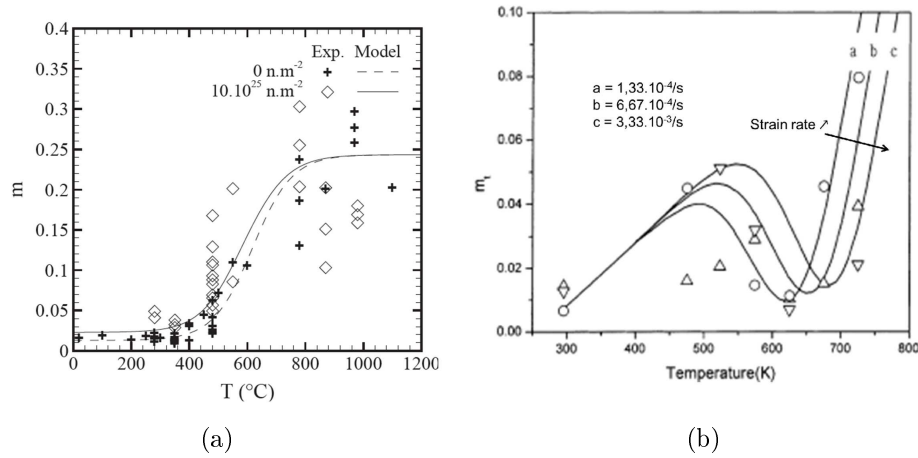 0.4
0.35
0.3
0.25
0.2
0.15
0.1
0.05
0
m
Exp. Model
0 n.m-2
10.10²⁵ n.m-2
0 200 400 600 800 1000 1200
T (°C)
(a)
0.10
0.08
0.06
0.04
0.02
0.00
mt
a b c
a = 1,33.10-4/s
b = 6,67.10-4/s
c = 3,33.10-3/s
Strain rate ↗
300 400 500 600 700 800
Temperature(K)
(b)